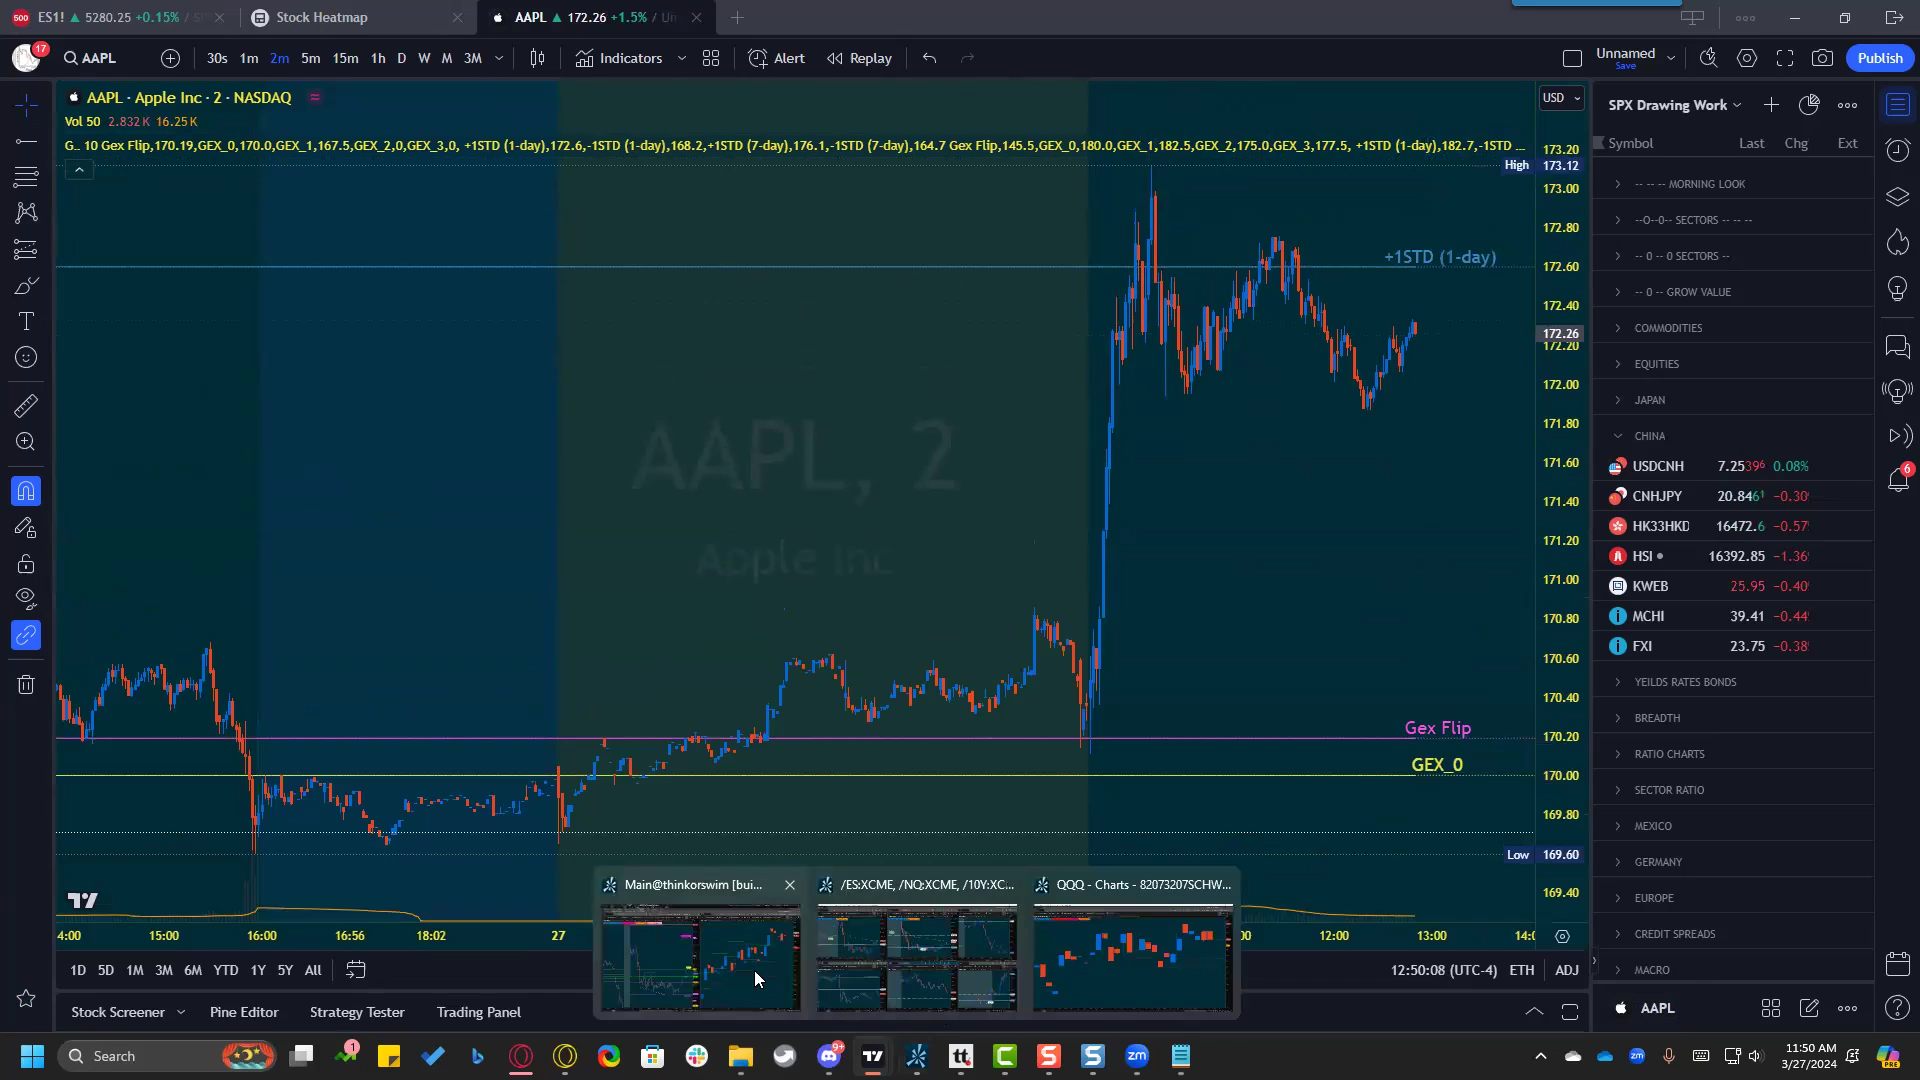 ES1! ▲ 5280.25 +0.15% /
Stock Heatmap
AAPL ▲ 172.26 +1.5% / Un
17
AAPL
30s 1m 2m 5m 15m 1h D W M 3M
Indicators
Alert
Replay
Unnamed
Save
Publish
AAPL · Apple Inc · 2 · NASDAQ
Vol 50 2.832 K 16.25 K
G... 10 Gex Flip,170.19,GEX_0,170.0,GEX_1,167.5,GEX_2,0,GEX_3,0, +1STD (1-day),172.6,-1STD (1-day),168.2,+1STD (7-day),176.1,-1STD (7-day),164.7 Gex Flip,145.5,GEX_0,180.0,GEX_1,182.5,GEX_2,175.0,GEX_3,177.5, +1STD (1-day),182.7,-1STD ...
USD
173.20
High 173.12
173.00
172.80
+1STD (1-day)
172.60
172.40
172.26
172.20
172.00
171.80
171.60
171.40
171.20
171.00
170.80
170.60
170.40
Gex Flip
170.20
GEX_0
170.00
169.80
Low 169.60
169.40
AAPL, 2
Apple Inc
SPX Drawing Work
Symbol Last Chg Ext
-- -- -- MORNING LOOK
--O--0-- SECTORS -- -- --
-- 0 -- 0 SECTORS --
-- 0 -- GROW VALUE
COMMODITIES
EQUITIES
JAPAN
CHINA
USDCNH 7.25396 0.08%
CNHJPY 20.8461 −0.30
HK33HKD 16472.6 −0.57
HSI 16392.85 −1.36
KWEB 25.95 −0.40
MCHI 39.41 −0.44
FXI 23.75 −0.38
YEILDS RATES BONDS
BREADTH
RATIO CHARTS
SECTOR RATIO
MEXICO
GERMANY
EUROPE
CREDIT SPREADS
MACRO
AAPL
6
Main@thinkorswim [bui...
/ES:XCME, /NQ:XCME, /10Y:XC...
QQQ - Charts - 82073207SCHW...
4:00 15:00 16:00 16:56 18:02 27 00 12:00 13:00 14:0
1D 5D 1M 3M 6M YTD 1Y 5Y All
12:50:08 (UTC-4) ETH ADJ
Stock Screener
Pine Editor
Strategy Tester
Trading Panel
Search
1
9+
11:50 AM
3/27/2024